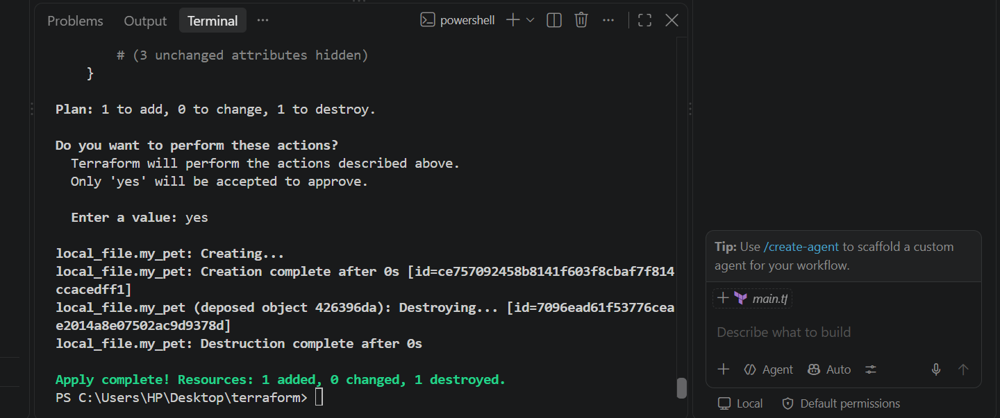 Problems Output Terminal ···
powershell
# (3 unchanged attributes hidden)
}
Plan: 1 to add, 0 to change, 1 to destroy.
Do you want to perform these actions?
Terraform will perform the actions described above.
Only 'yes' will be accepted to approve.
Enter a value: yes
local_file.my_pet: Creating...
local_file.my_pet: Creation complete after 0s [id=ce757092458b8141f603f8cbaf7f814
ccacedff1]
local_file.my_pet (deposed object 426396da): Destroying... [id=7096ead61f53776cea
e2014a8e07502ac9d9378d]
local_file.my_pet: Destruction complete after 0s
Apply complete! Resources: 1 added, 0 changed, 1 destroyed.
PS C:\Users\HP\Desktop\terraform>
Tip: Use /create-agent to scaffold a custom
agent for your workflow.
main.tf
Describe what to build
Agent Auto
Local Default permissions